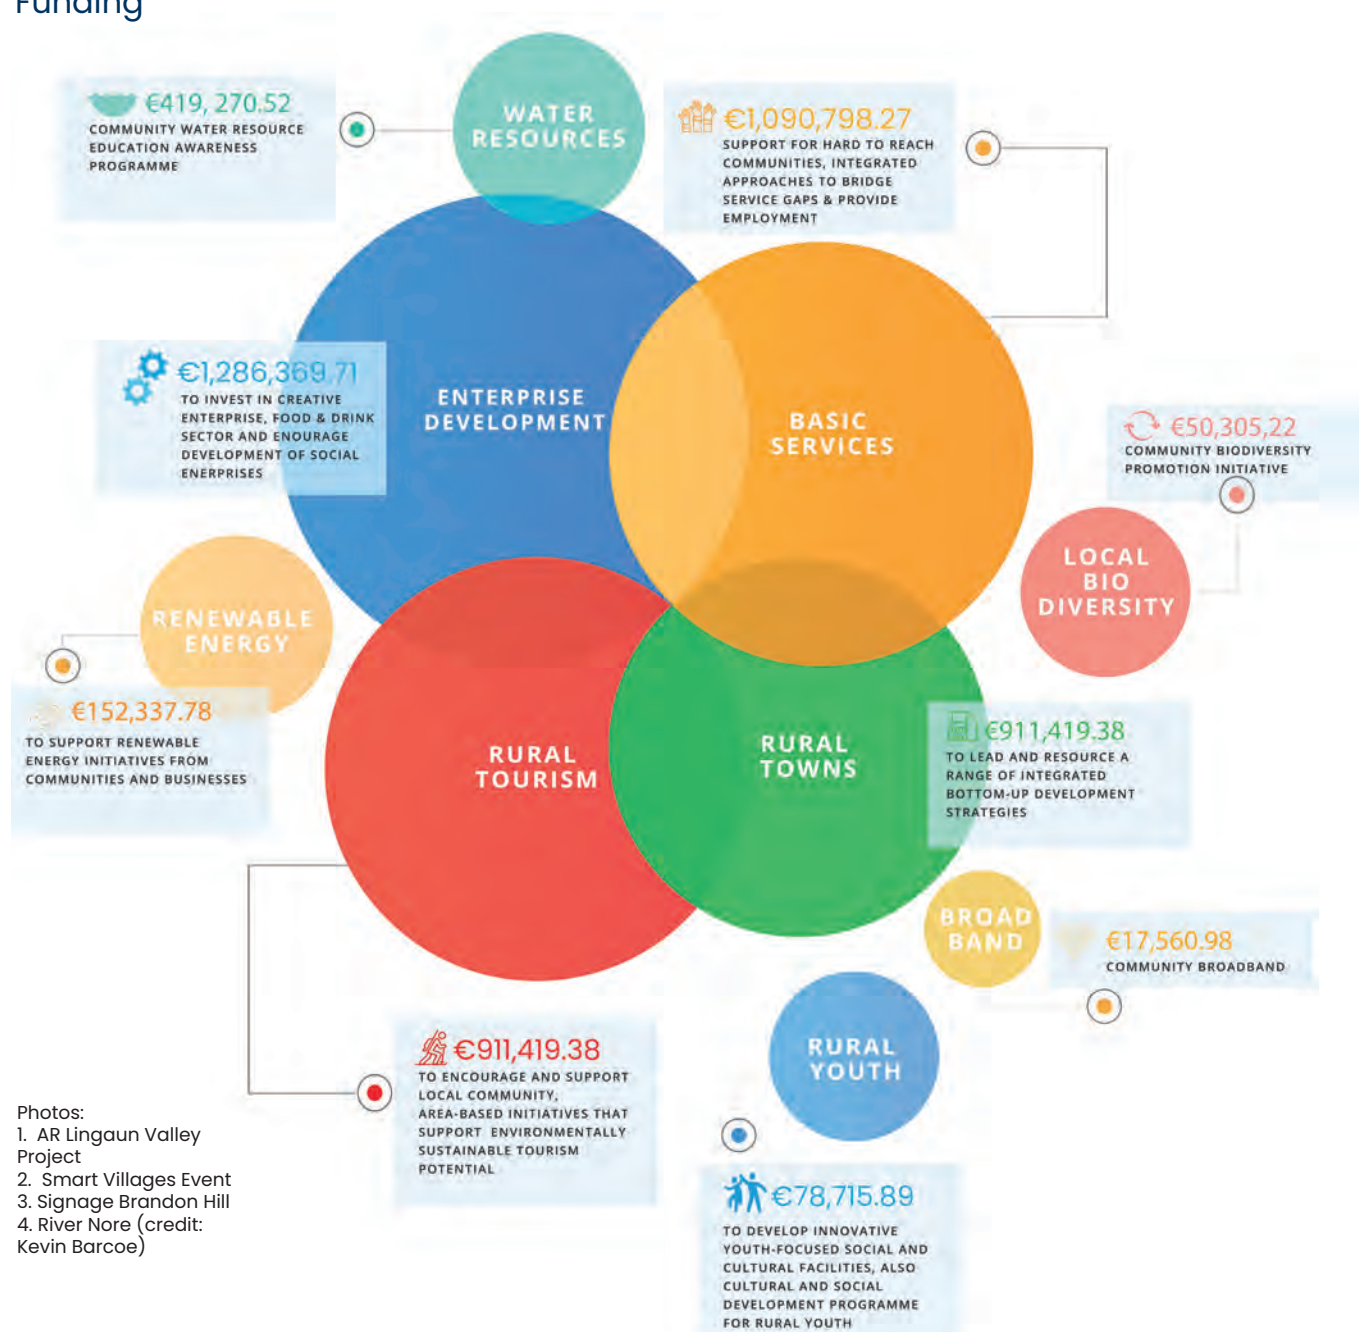 Funding
€419, 270.52
COMMUNITY WATER RESOURCE
EDUCATION AWARENESS
PROGRAMME
WATER
RESOURCES
€1,090,798.27
SUPPORT FOR HARD TO REACH
COMMUNITIES, INTEGRATED
APPROACHES TO BRIDGE
SERVICE GAPS & PROVIDE
EMPLOYMENT
€1,286,369.71
TO INVEST IN CREATIVE
ENTERPRISE, FOOD & DRINK
SECTOR AND ENOURAGE
DEVELOPMENT OF SOCIAL
ENERPRISES
ENTERPRISE
DEVELOPMENT
BASIC
SERVICES
€50,305,22
COMMUNITY BIODIVERSITY
PROMOTION INITIATIVE
LOCAL
BIO
DIVERSITY
RENEWABLE
ENERGY
€152,337.78
TO SUPPORT RENEWABLE
ENERGY INITIATIVES FROM
COMMUNITIES AND BUSINESSES
RURAL
TOURISM
RURAL
TOWNS
€911,419.38
TO LEAD AND RESOURCE A
RANGE OF INTEGRATED
BOTTOM-UP DEVELOPMENT
STRATEGIES
BROAD
BAND
€17,560.98
COMMUNITY BROADBAND
€911,419.38
TO ENCOURAGE AND SUPPORT
LOCAL COMMUNITY,
AREA-BASED INITIATIVES THAT
SUPPORT ENVIRONMENTALLY
SUSTAINABLE TOURISM
POTENTIAL
RURAL
YOUTH
€78,715.89
TO DEVELOP INNOVATIVE
YOUTH-FOCUSED SOCIAL AND
CULTURAL FACILITIES, ALSO
CULTURAL AND SOCIAL
DEVELOPMENT PROGRAMME
FOR RURAL YOUTH
Photos:
1. AR Lingaun Valley
Project
2. Smart Villages Event
3. Signage Brandon Hill
4. River Nore (credit:
Kevin Barcoe)